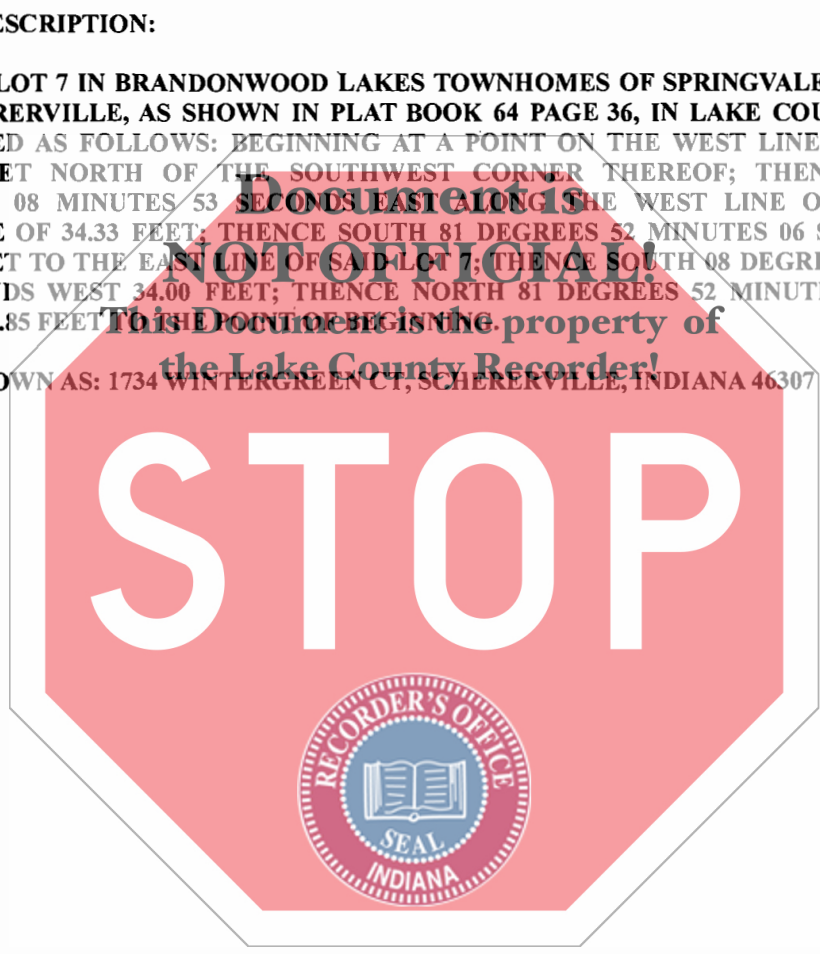 ESCRIPTION:
LOT 7 IN BRANDONWOOD LAKES TOWNHOMES OF SPRINGVALE
RERVILLE, AS SHOWN IN PLAT BOOK 64 PAGE 36, IN LAKE COU
ED AS FOLLOWS: BEGINNING AT A POINT ON THE WEST LINE
ET NORTH OF THE SOUTHWEST CORNER THEREOF; THEN
08 MINUTES 53 SECONDS EAST ALONG THE WEST LINE O
E OF 34.33 FEET; THENCE SOUTH 81 DEGREES 52 MINUTES 06 S
ET TO THE EAST LINE OF SAID LOT 7; THENCE SOUTH 08 DEGRE
NDS WEST 34.00 FEET; THENCE NORTH 81 DEGREES 52 MINUT
.85 FEET TO THE POINT OF BEGINNING.
OWN AS: 1734 WINTERGREEN CT, SCHERERVILLE, INDIANA 46307
Document is
NOT OFFICIAL!
This Document is the property of
the Lake County Recorder!
STOP
RECORDER'S OFFICE
SEAL
INDIANA